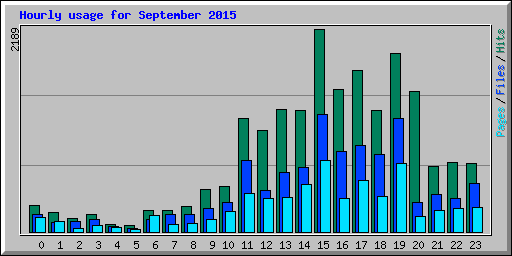 Hourly usage for September 2015
2189
Pages/Files/Hits
0 1 2 3 4 5 6 7 8 9 10 11 12 13 14 15 16 17 18 19 20 21 22 23